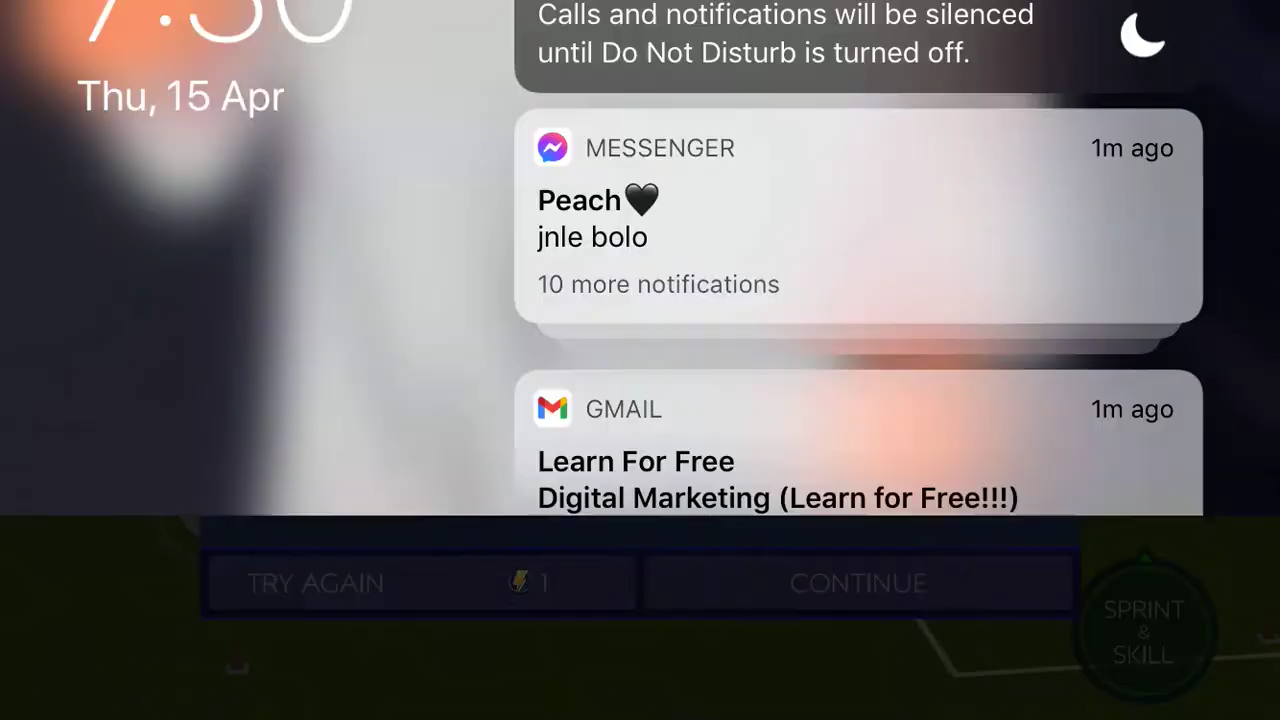 7:30
Thu, 15 Apr
Calls and notifications will be silenced
until Do Not Disturb is turned off.
MESSENGER
1m ago
Peach🖤
jnle bolo
10 more notifications
GMAIL
1m ago
Learn For Free
Digital Marketing (Learn for Free!!!)
TRY AGAIN
1
CONTINUE
SPRINT
&
SKILL